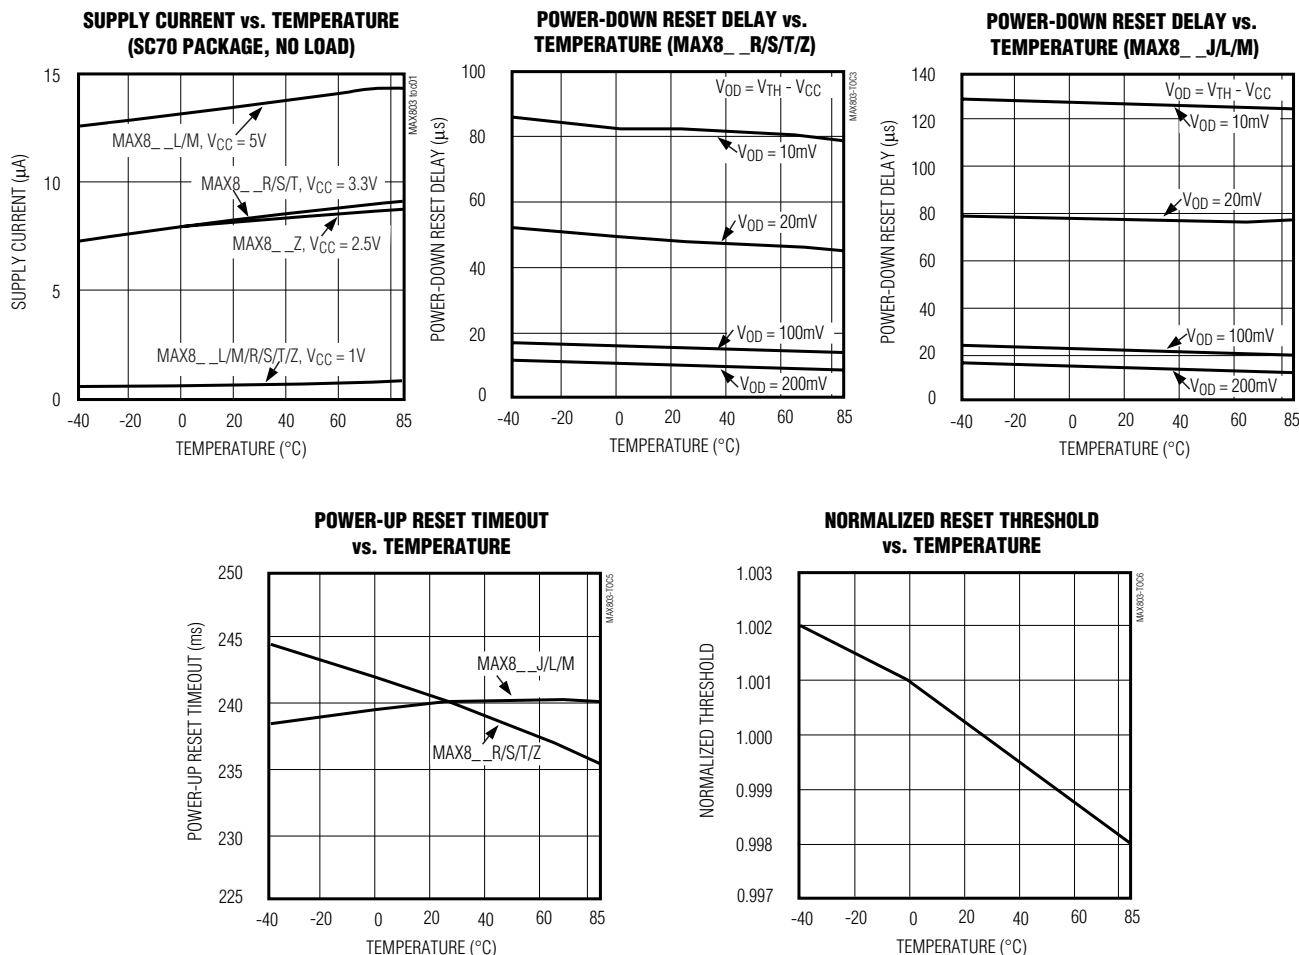 SUPPLY CURRENT vs. TEMPERATURE
(SC70 PACKAGE, NO LOAD)
15
10
5
0
SUPPLY CURRENT (µA)
MAX803 toc01
MAX8_ _L/M, VCC = 5V
MAX8_ _R/S/T, VCC = 3.3V
MAX8_ _Z, VCC = 2.5V
MAX8_ _L/M/R/S/T/Z, VCC = 1V
-40 -20 0 20 40 60 85
TEMPERATURE (°C)
POWER-DOWN RESET DELAY vs.
TEMPERATURE (MAX8_ _R/S/T/Z)
100
80
60
40
20
0
POWER-DOWN RESET DELAY (µs)
MAX803-TOC3
VOD = VTH - VCC
VOD = 10mV
VOD = 20mV
VOD = 100mV
VOD = 200mV
-40 -20 0 20 40 60 85
TEMPERATURE (°C)
POWER-DOWN RESET DELAY vs.
TEMPERATURE (MAX8_ _J/L/M)
140
120
100
80
60
40
20
0
POWER-DOWN RESET DELAY (µs)
VOD = VTH - VCC
VOD = 10mV
VOD = 20mV
VOD = 100mV
VOD = 200mV
-40 -20 0 20 40 60 85
TEMPERATURE (°C)
POWER-UP RESET TIMEOUT
vs. TEMPERATURE
250
245
240
235
230
225
POWER-UP RESET TIMEOUT (ms)
MAX803-TOC5
MAX8_ _J/L/M
MAX8_ _R/S/T/Z
-40 -20 0 20 40 60 85
TEMPERATURE (°C)
NORMALIZED RESET THRESHOLD
vs. TEMPERATURE
1.003
1.002
1.001
1.000
0.999
0.998
0.997
NORMALIZED THRESHOLD
MAX803-TOC6
-40 -20 0 20 40 60 85
TEMPERATURE (°C)